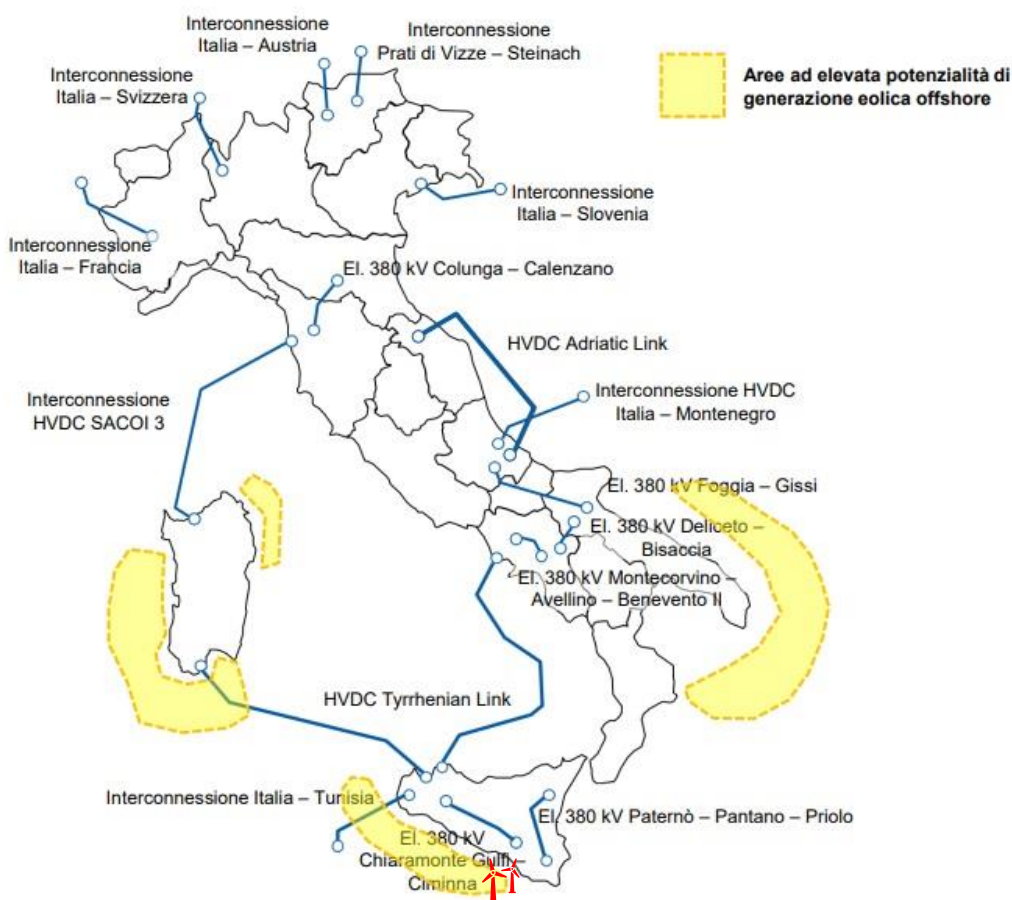 Interconnessione
Italia – Austria
Interconnessione
Prati di Vizze – Steinach
Interconnessione
Italia – Svizzera
Aree ad elevata potenzialità di
generazione eolica offshore
Interconnessione
Italia – Slovenia
Interconnessione
Italia – Francia
El. 380 kV Colunga – Calenzano
HVDC Adriatic Link
Interconnessione
HVDC SACOI 3
Interconnessione HVDC
Italia – Montenegro
El. 380 kV Foggia – Gissi
El. 380 kV Deliceto –
Bisaccia
El. 380 kV Montecorvino –
Avellino – Benevento II
HVDC Tyrrhenian Link
Interconnessione Italia – Tunisia
El. 380 kV Paternò – Pantano – Priolo
El. 380 kV
Chiaramonte Gulfi –
Ciminna